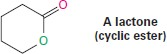 O
A lactone
O
(cyclic ester)